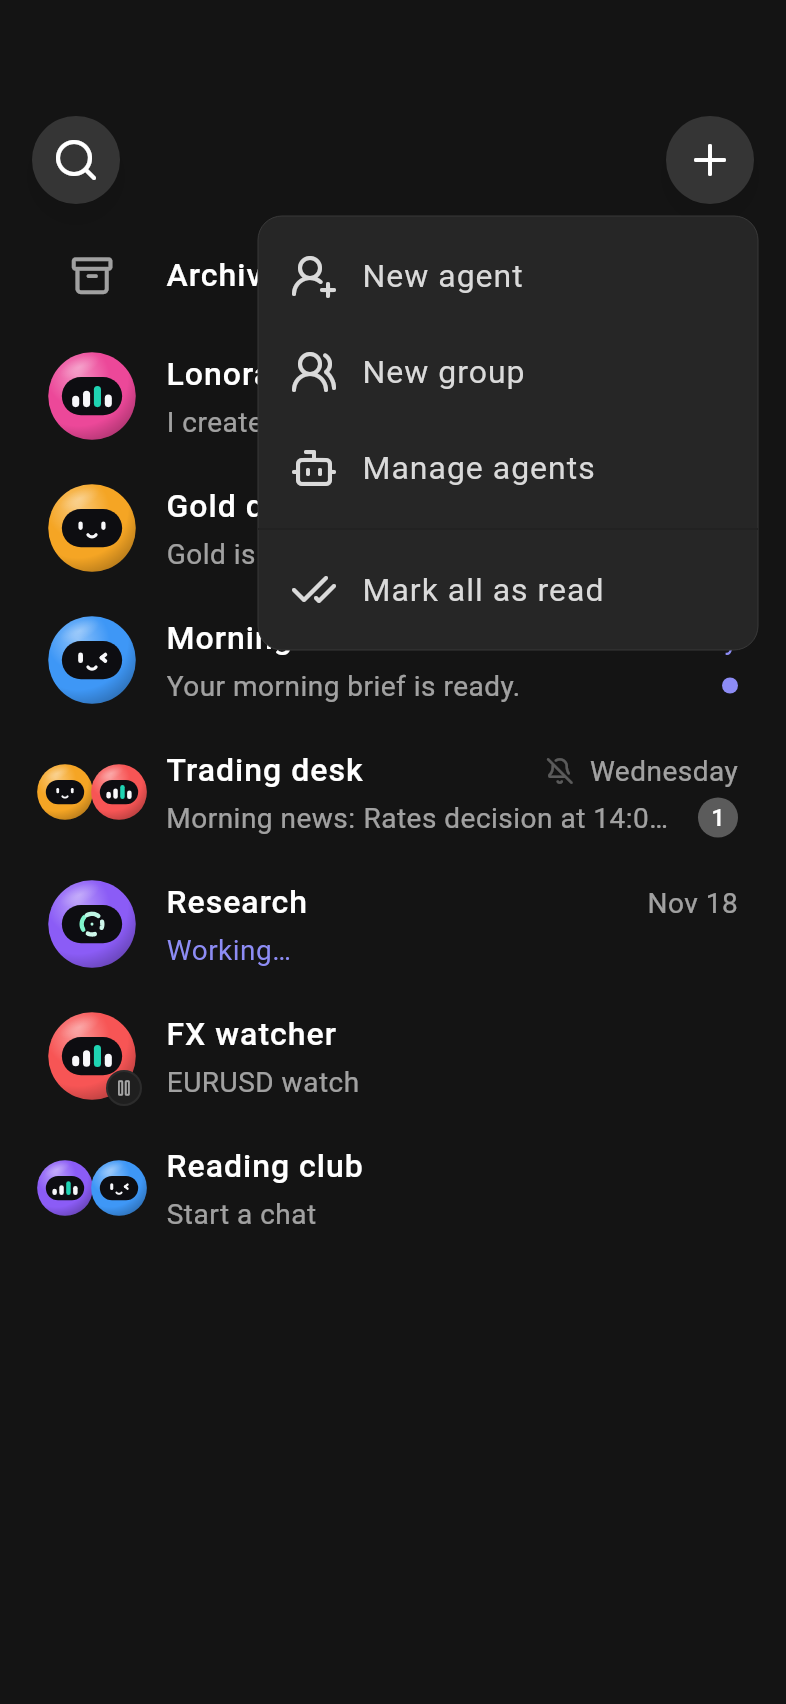 New agent
New group
Manage agents
Mark all as read
I create
Gold
Gold is
Your morning brief is ready.
Trading desk
Wednesday
Morning news: Rates decision at 14:0…
1
Research
Nov 18
Working…
FX watcher
EURUSD watch
Reading club
Start a chat